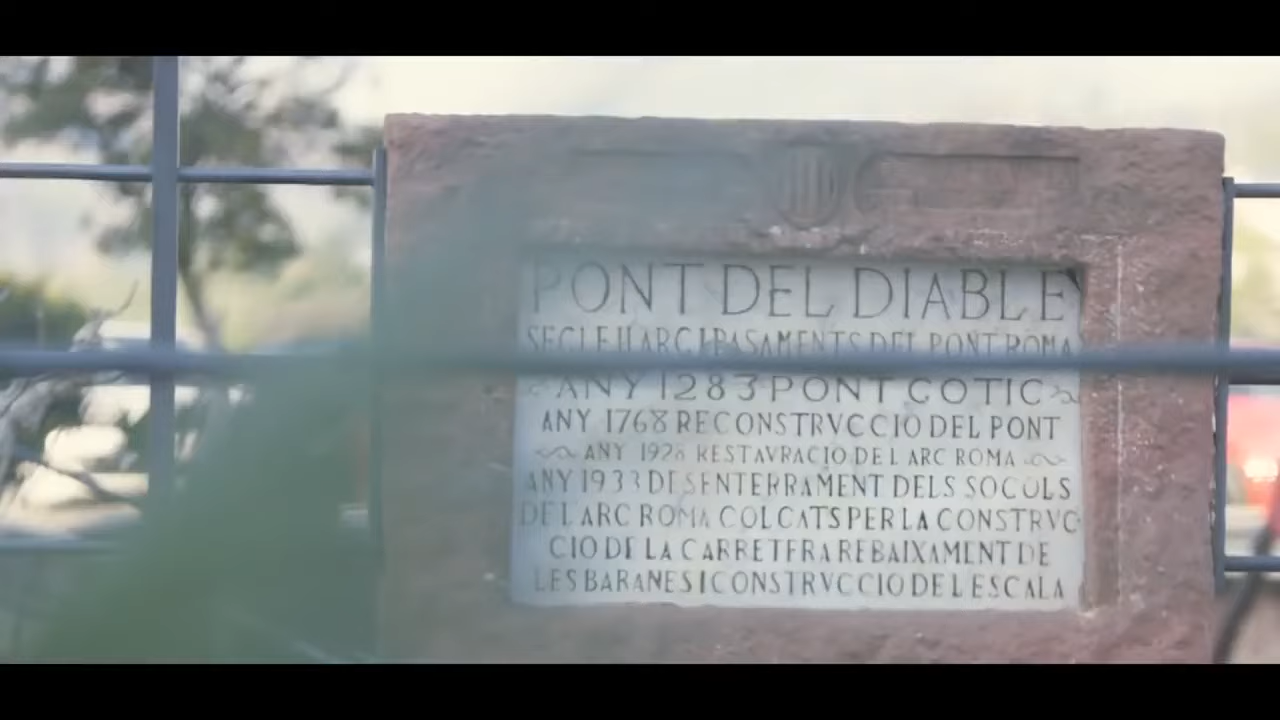 PONT DEL DIABLE
SEGLE II ARC I BASAMENTS DEL PONT ROMA
ANY 1283 PONT GOTIC
ANY 1768 RECONSTRVCCIO DEL PONT
ANY 1928 RESTAVRACIO DEL ARC ROMA
ANY 1933 DESENTERRAMENT DELS SOCOLS
DEL ARC ROMA COLGATS PER LA CONSTRVC
CIO DE LA CARRETERA REBAIXAMENT DE
LES BARANES I CONSTRVCCIO DE L ESCALA